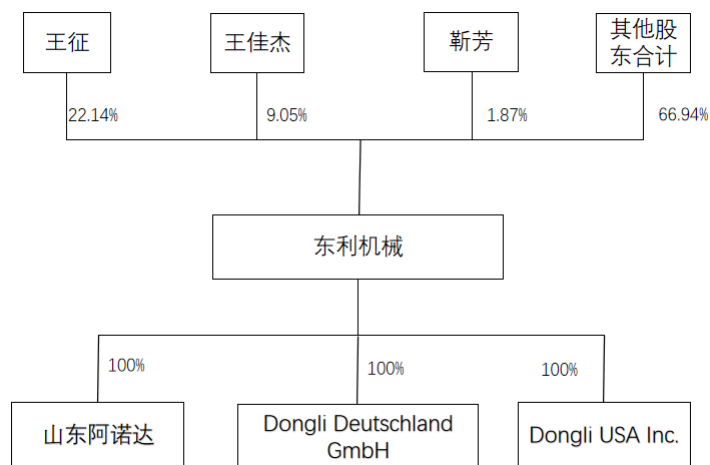 王征
王佳杰
靳芳
其他股
东合计
22.14%
9.05%
1.87%
66.94%
东利机械
100%
100%
100%
山东阿诺达
Dongli Deutschland
GmbH
Dongli USA Inc.